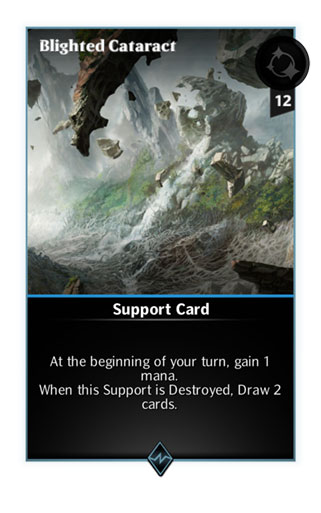 Blighted Cataract
12
Support Card
At the beginning of your turn, gain 1
mana.
When this Support is Destroyed, Draw 2
cards.